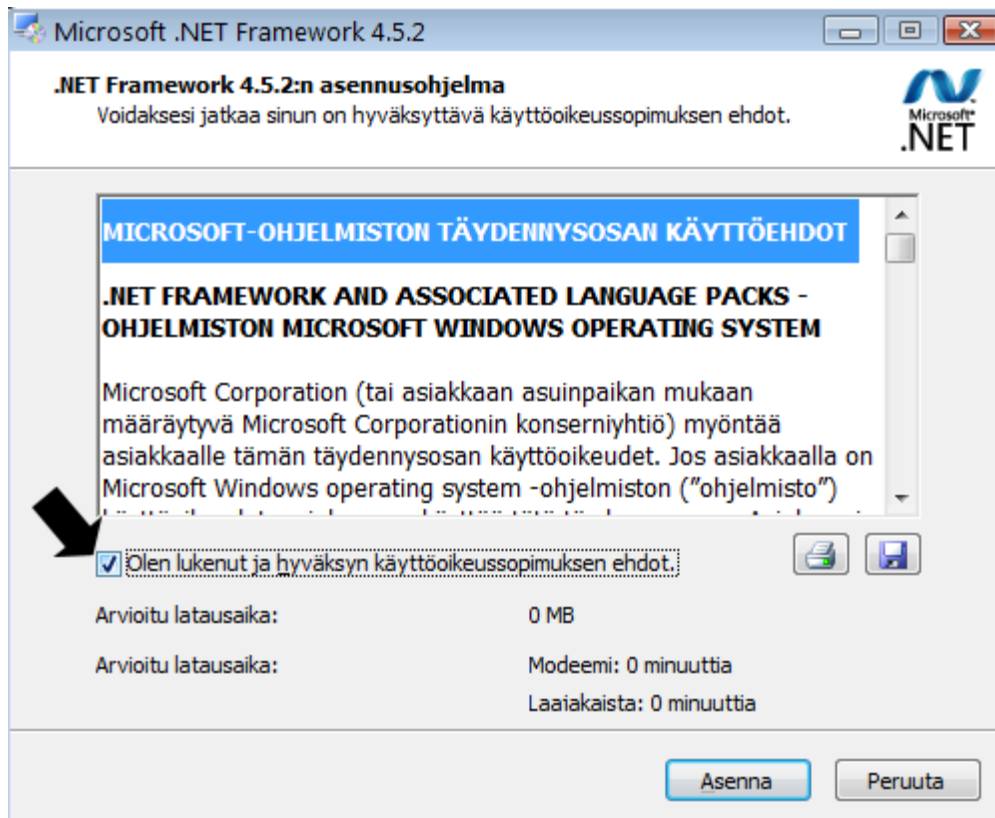 Microsoft .NET Framework 4.5.2
.NET Framework 4.5.2:n asennusohjelma
Voidaksesi jatkaa sinun on hyväksyttävä käyttöoikeussopimuksen ehdot.
Microsoft
.NET
MICROSOFT-OHJELMISTON TÄYDENNYSOSAN KÄYTTÖEHDOT
.NET FRAMEWORK AND ASSOCIATED LANGUAGE PACKS -
OHJELMISTON MICROSOFT WINDOWS OPERATING SYSTEM
Microsoft Corporation (tai asiakkaan asuinpaikan mukaan
määräytyvä Microsoft Corporationin konserniyhtiö) myöntää
asiakkaalle tämän täydennysosan käyttöoikeudet. Jos asiakkaalla on
Microsoft Windows operating system -ohjelmiston (”ohjelmisto”)
Olen lukenut ja hyväksyn käyttöoikeussopimuksen ehdot.
Arvioitu latausaika: 0 MB
Arvioitu latausaika: Modeemi: 0 minuuttia
Laajakaista: 0 minuuttia
Asenna Peruuta